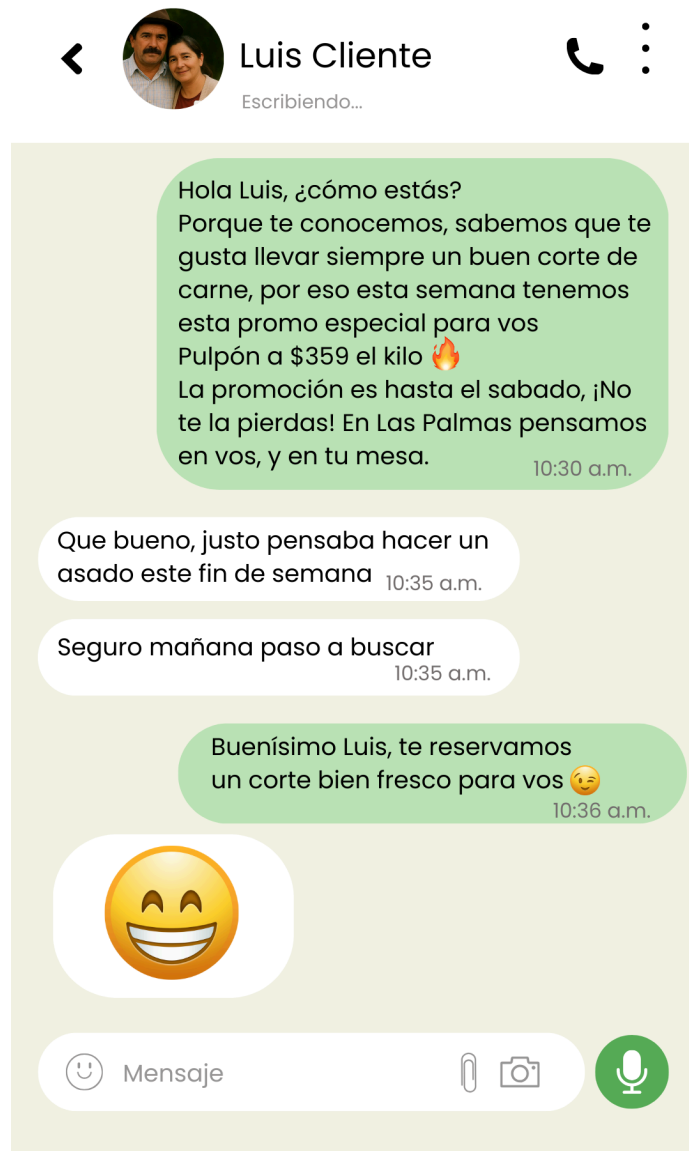 Luis Cliente
Escribiendo...
Hola Luis, ¿cómo estás?
Porque te conocemos, sabemos que te
gusta llevar siempre un buen corte de
carne, por eso esta semana tenemos
esta promo especial para vos
Pulpón a $359 el kilo 🔥
La promoción es hasta el sabado, ¡No
te la pierdas! En Las Palmas pensamos
en vos, y en tu mesa.
10:30 a.m.
Que bueno, justo pensaba hacer un
asado este fin de semana
10:35 a.m.
Seguro mañana paso a buscar
10:35 a.m.
Buenísimo Luis, te reservamos
un corte bien fresco para vos 😉
10:36 a.m.
😁
Mensaje